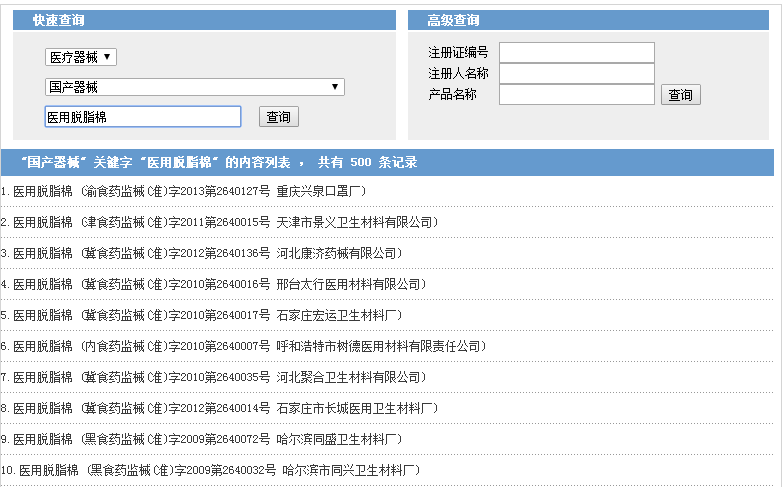 快速查询
医疗器械
国产器械
医用脱脂棉 查询
高级查询
注册证编号
注册人名称
产品名称 查询
“国产器械”关键字“医用脱脂棉”的内容列表，共有 500 条记录
1. 医用脱脂棉 (渝食药监械(准)字2013第2640127号 重庆兴泉口罩厂)
2. 医用脱脂棉 (津食药监械(准)字2011第2640015号 天津市景义卫生材料有限公司)
3. 医用脱脂棉 (冀食药监械(准)字2012第2640136号 河北康济药械有限公司)
4. 医用脱脂棉 (冀食药监械(准)字2010第2640016号 邢台太行医用材料有限公司)
5. 医用脱脂棉 (冀食药监械(准)字2010第2640017号 石家庄宏运卫生材料厂)
6. 医用脱脂棉 (内食药监械(准)字2010第2640007号 呼和浩特市树德医用材料有限责任公司)
7. 医用脱脂棉 (冀食药监械(准)字2010第2640035号 河北聚合卫生材料有限公司)
8. 医用脱脂棉 (冀食药监械(准)字2012第2640014号 石家庄市长城医用卫生材料厂)
9. 医用脱脂棉 (黑食药监械(准)字2009第2640072号 哈尔滨同盛卫生材料厂)
10. 医用脱脂棉 (黑食药监械(准)字2009第2640032号 哈尔滨市同兴卫生材料厂)